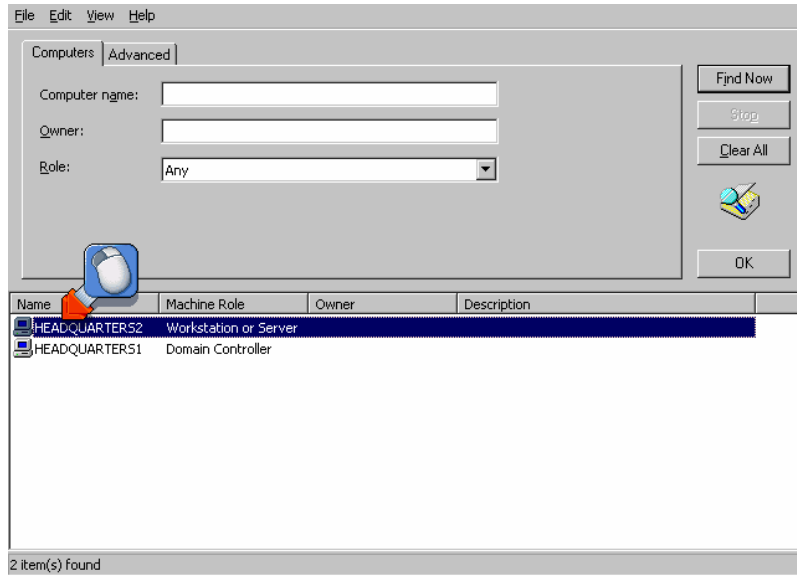 File Edit View Help
Computers Advanced
Computer name:
Owner:
Role: Any
Find Now
Stop
Clear All
OK
Name Machine Role Owner Description
HEADQUARTERS2 Workstation or Server
HEADQUARTERS1 Domain Controller
2 item(s) found